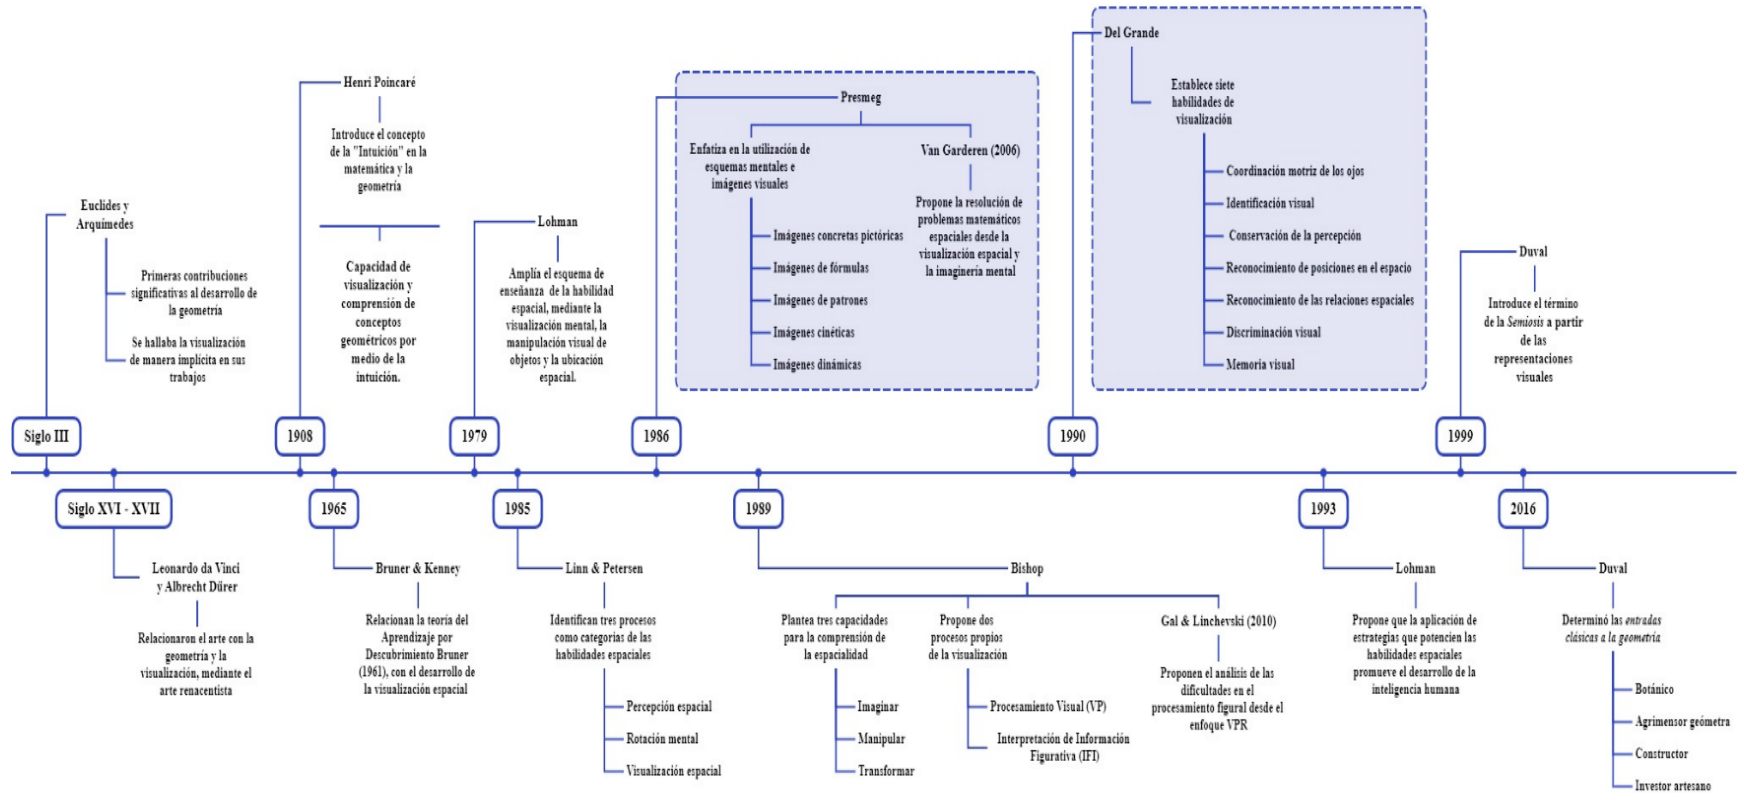 Siglo III
Euclides y
Arquímedes
Primeras contribuciones
significativas al desarrollo de
la geometría
Se hallaba la visualización
de manera implícita en sus
trabajos
Siglo XVI - XVII
Leonardo da Vinci
y Albrecht Dürer
Relacionaron el arte con la
geometría y la
visualización, mediante el
arte renacentista
1908
Henri Poincaré
Introduce el concepto
de la "Intuición" en la
matemática y la
geometría
Capacidad de
visualización y
comprensión de
conceptos
geométricos por
medio de la
intuición.
1965
Bruner & Kenney
Relacionan la teoría del
Aprendizaje por
Descubrimiento Bruner
(1961), con el desarrollo de
la visualización espacial
1979
Lohman
Amplía el esquema de
enseñanza de la habilidad
espacial, mediante la
visualización mental, la
manipulación visual de
objetos y la ubicación
espacial.
1985
Linn & Petersen
Identifican tres procesos
como categorías de las
habilidades espaciales
Percepción espacial
Rotación mental
Visualización espacial
1986
Presmeg
Enfatiza en la utilización de
esquemas mentales e
imágenes visuales
Imágenes concretas pictóricas
Imágenes de fórmulas
Imágenes de patrones
Imágenes cinéticas
Imágenes dinámicas
Van Garderen (2006)
Propone la resolución de
problemas matemáticos
espaciales desde la
visualización espacial y
la imaginería mental
1989
Bishop
Plantea tres capacidades
para la comprensión de
la espacialidad
Imaginar
Manipular
Transformar
Propone dos
procesos propios
de la visualización
Procesamiento Visual (VP)
Interpretación de Información
Figurativa (IFI)
Gal & Linchevski (2010)
Proponen el análisis de las
dificultades en el
procesamiento figural desde el
enfoque VPR
1990
Del Grande
Establece siete
habilidades de
visualización
Coordinación motriz de los ojos
Identificación visual
Conservación de la percepción
Reconocimiento de posiciones en el espacio
Reconocimiento de las relaciones espaciales
Discriminación visual
Memoria visual
1993
Lohman
Propone que la aplicación de
estrategias que potencien las
habilidades espaciales
promueve el desarrollo de la
inteligencia humana
1999
Duval
Introduce el término
de la Semiosis a partir
de las
representaciones
visuales
2016
Duval
Determinó las entradas
clásicas a la geometría
Botánico
Agrimensor geómetra
Constructor
Investor artesano